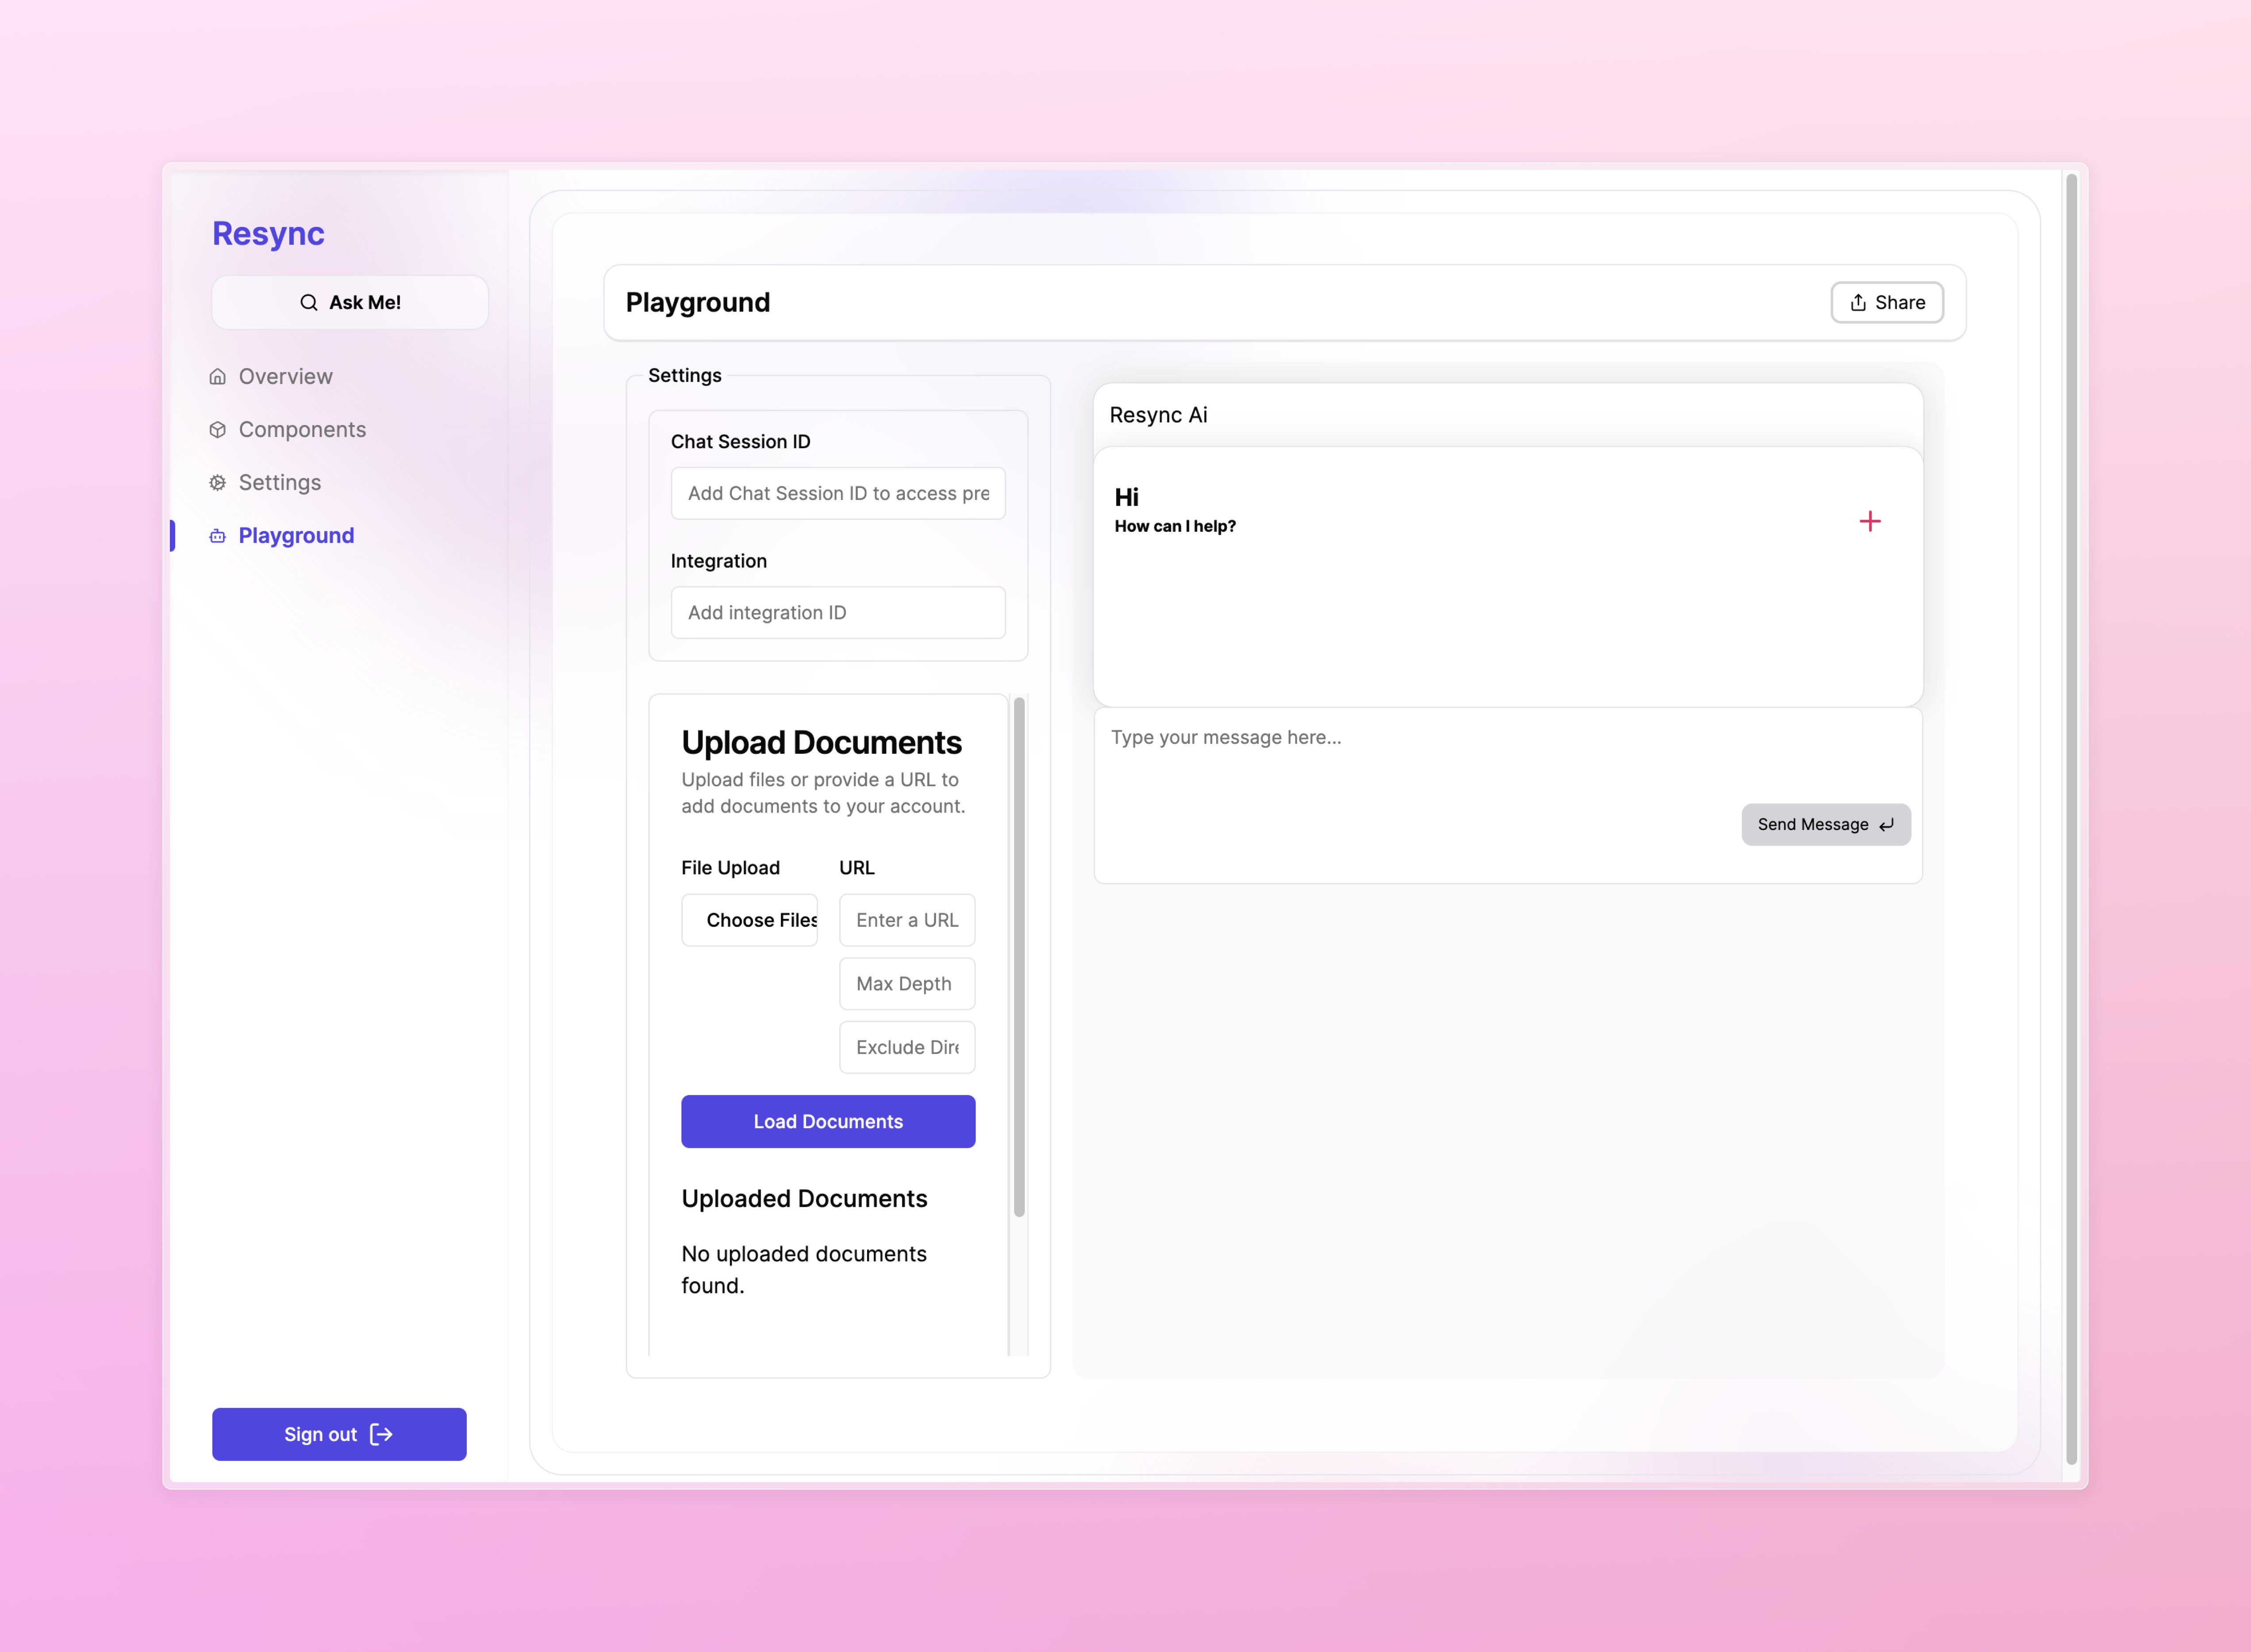 Resync
Ask Me!
Overview
Components
Settings
Playground
Sign out
Playground
Share
Settings
Chat Session ID
Add Chat Session ID to access pre
Integration
Add integration ID
Upload Documents
Upload files or provide a URL to
add documents to your account.
File Upload
URL
Choose Files
Enter a URL
Max Depth
Exclude Dire
Load Documents
Uploaded Documents
No uploaded documents
found.
Resync Ai
Hi
How can I help?
Type your message here...
Send Message